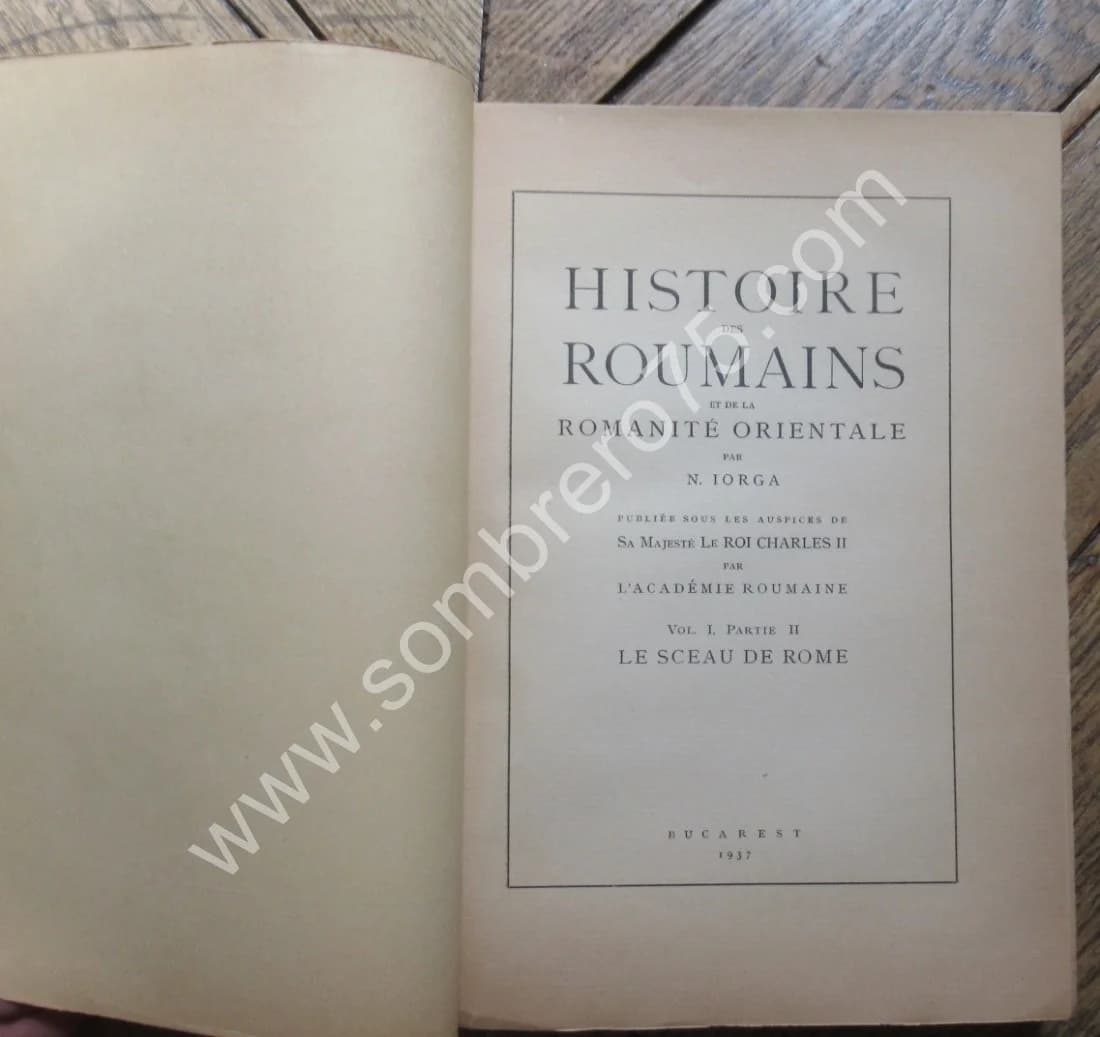 HISTOIRE
DES
ROUMAINS
ET DE LA
ROMANITÉ ORIENTALE
PAR
N. IORGA
PUBLIÉE SOUS LES AUSPICES DE
SA MAJESTÉ LE ROI CHARLES II
PAR
L'ACADÉMIE ROUMAINE
VOL. I, PARTIE II
LE SCEAU DE ROME
BUCAREST
1937
www.sombrero75.com